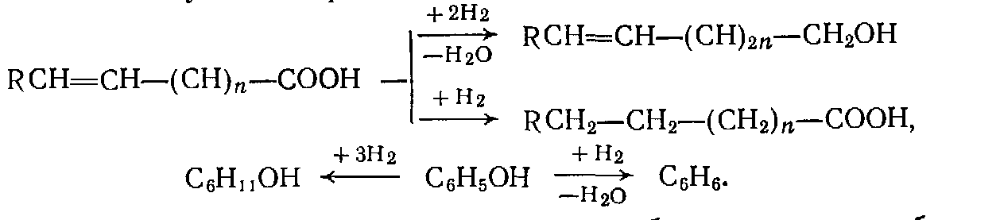 + 2H₂
RCH=CH—(CH)₂ₙ—CH₂OH
—H₂O
RCH=CH—(CH)ₙ—COOH
+ H₂
RCH₂—CH₂—(CH₂)ₙ—COOH,
+ 3H₂ + H₂
C₆H₁₁OH ← C₆H₅OH → C₆H₆.
—H₂O